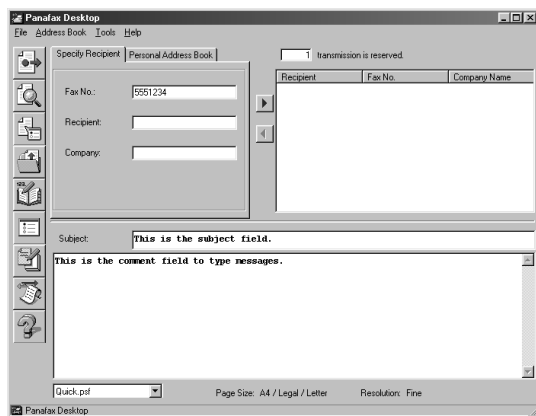 Panafax Desktop
File Address Book Tools Help
Specify Recipient Personal Address Book
1 transmission is reserved.
Recipient Fax No. Company Name
Fax No.: 5551234
Recipient:
Company:
Subject: This is the subject field.
This is the comment field to type messages.
Quick.psf Page Size: A4 / Legal / Letter Resolution: Fine
Panafax Desktop